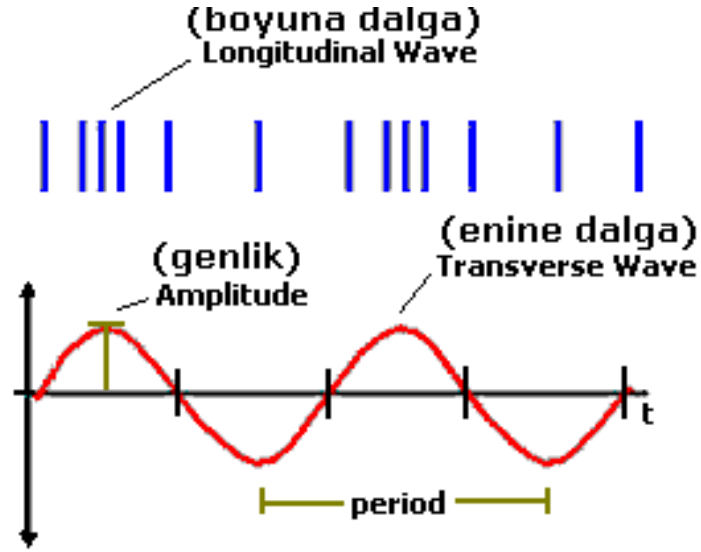 (boyuna dalga)
Longitudinal Wave
(enine dalga)
Transverse Wave
(genlik)
Amplitude
t
period